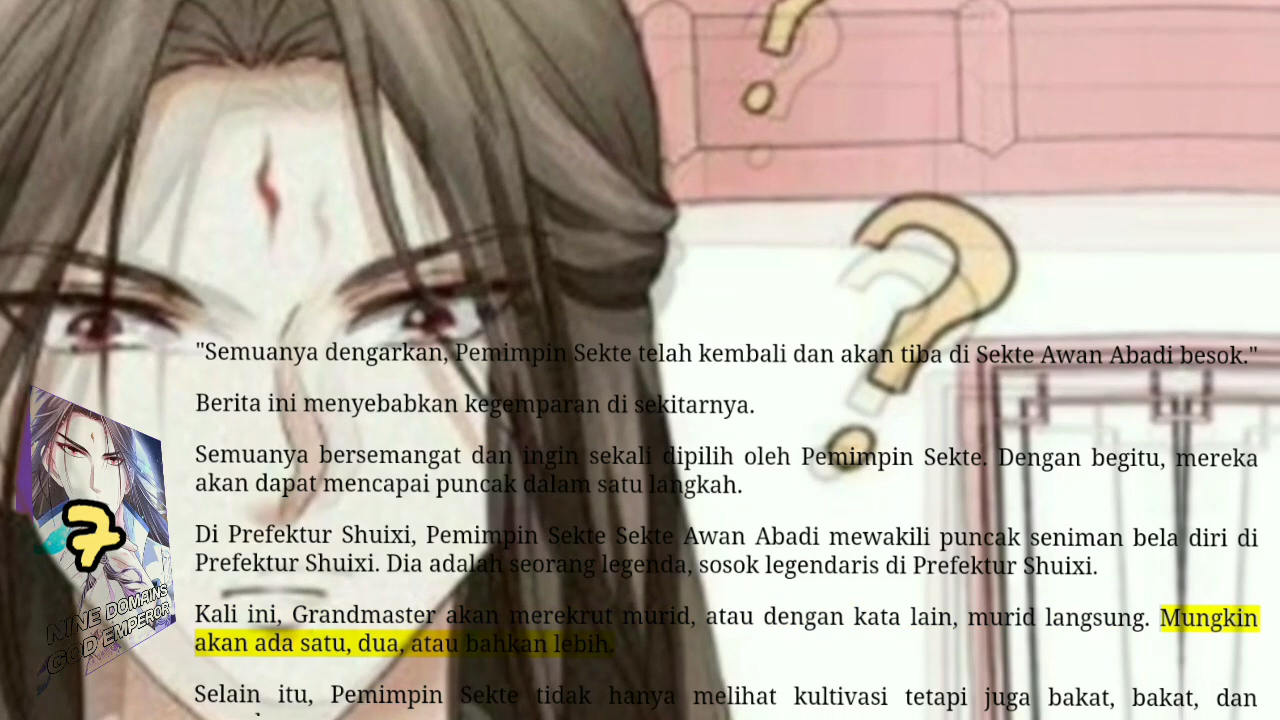 "Semuanya dengarkan, Pemimpin Sekte telah kembali dan akan tiba di Sekte Awan Abadi besok."
Berita ini menyebabkan kegemparan di sekitarnya.
Semuanya bersemangat dan ingin sekali dipilih oleh Pemimpin Sekte. Dengan begitu, mereka
akan dapat mencapai puncak dalam satu langkah.
Di Prefektur Shuixi, Pemimpin Sekte Sekte Awan Abadi mewakili puncak seniman bela diri di
Prefektur Shuixi. Dia adalah seorang legenda, sosok legendaris di Prefektur Shuixi.
Kali ini, Grandmaster akan merekrut murid, atau dengan kata lain, murid langsung. Mungkin
akan ada satu, dua, atau bahkan lebih.
Selain itu, Pemimpin Sekte tidak hanya melihat kultivasi tetapi juga bakat, bakat, dan
7
NINE DOMAINS
GOD EMPEROR
?
?